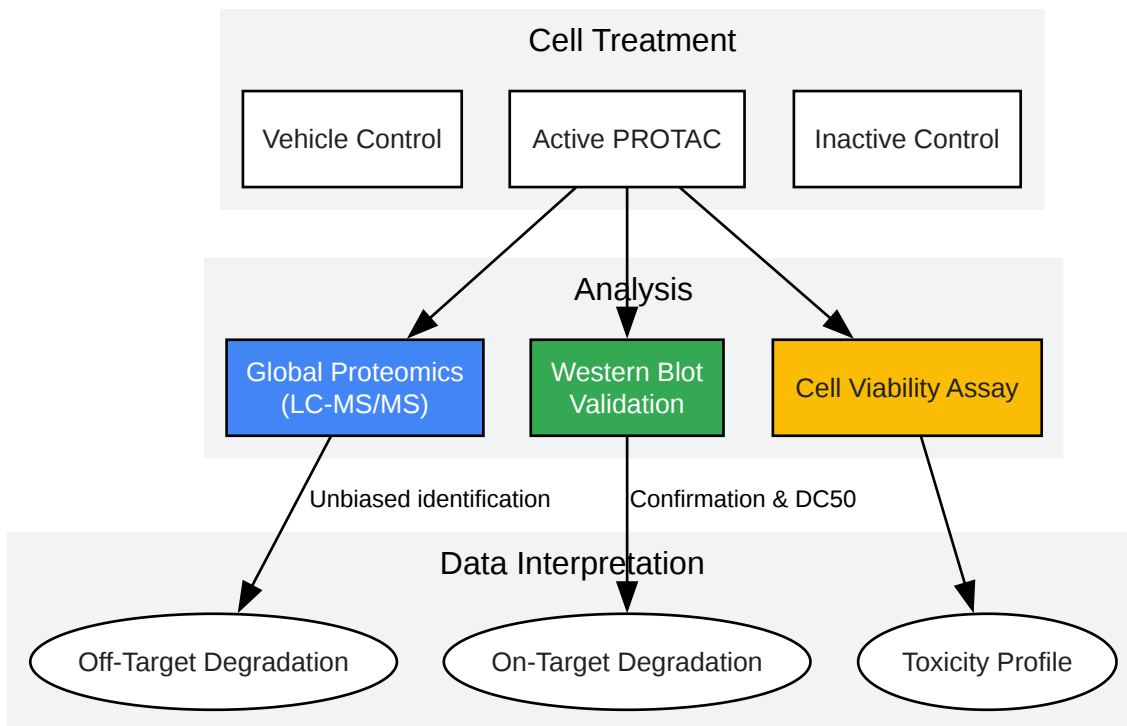 Cell Treatment
Vehicle Control
Active PROTAC
Inactive Control
Analysis
Global Proteomics
(LC-MS/MS)
Western Blot
Validation
Cell Viability Assay
Unbiased identification
Confirmation & DC50
Data Interpretation
Off-Target Degradation
On-Target Degradation
Toxicity Profile